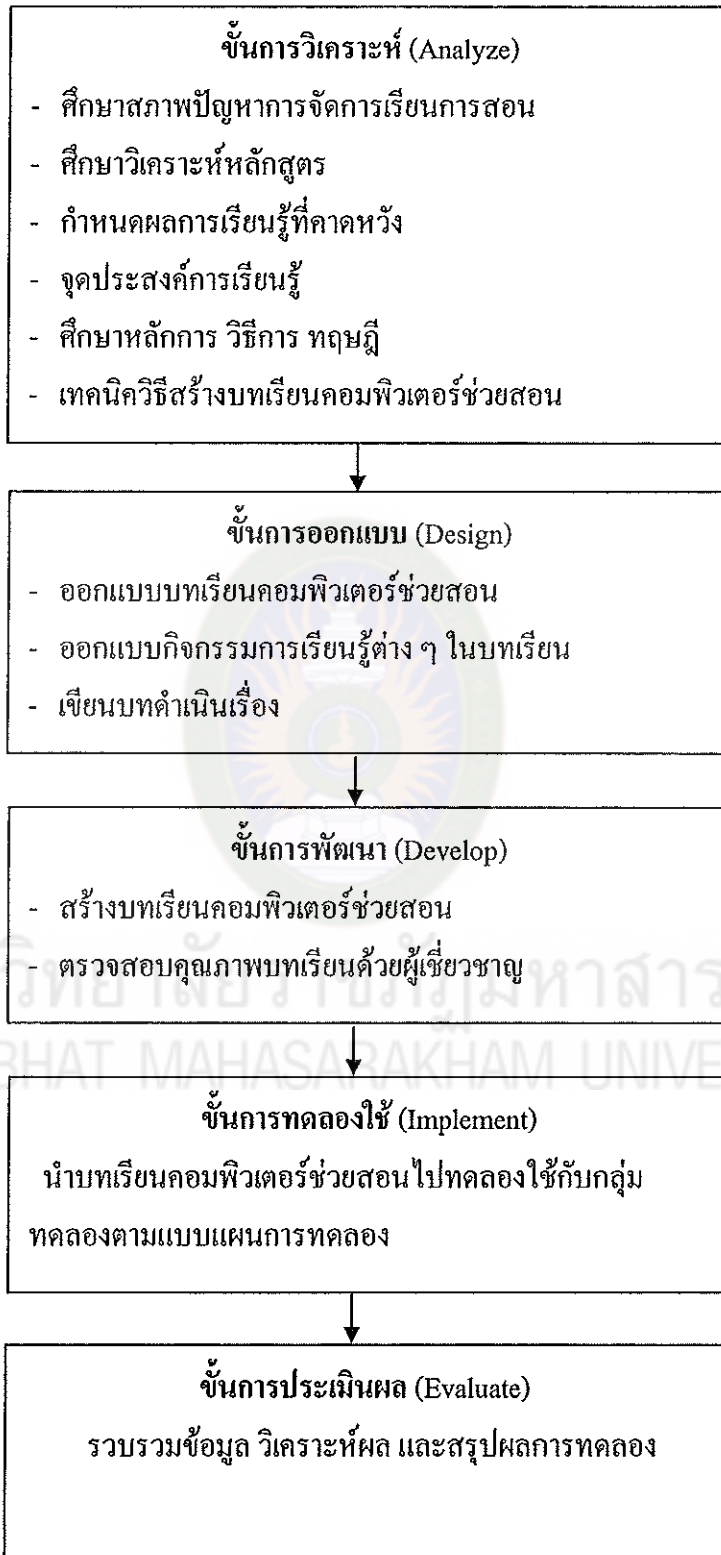 ขั้นการวิเคราะห์ (Analyze)
- ศึกษาสภาพปัญหาการจัดการเรียนการสอน
- ศึกษาวิเคราะห์หลักสูตร
- กำหนดผลการเรียนรู้ที่คาดหวัง
- จุดประสงค์การเรียนรู้
- ศึกษาหลักการ วิธีการ ทฤษฎี
- เทคนิควิธีสร้างบทเรียนคอมพิวเตอร์ช่วยสอน
ขั้นการออกแบบ (Design)
- ออกแบบบทเรียนคอมพิวเตอร์ช่วยสอน
- ออกแบบกิจกรรมการเรียนรู้ต่าง ๆ ในบทเรียน
- เขียนบทดำเนินเรื่อง
ขั้นการพัฒนา (Develop)
- สร้างบทเรียนคอมพิวเตอร์ช่วยสอน
- ตรวจสอบคุณภาพบทเรียนด้วยผู้เชี่ยวชาญ
วิทยาลัยราชภัฏมหาสาร
BHAT MAHASARAKHAM UNIVE
ขั้นการทดลองใช้ (Implement)
นำบทเรียนคอมพิวเตอร์ช่วยสอนไปทดลองใช้กับกลุ่ม
ทดลองตามแบบแผนการทดลอง
ขั้นการประเมินผล (Evaluate)
รวบรวมข้อมูล วิเคราะห์ผล และสรุปผลการทดลอง